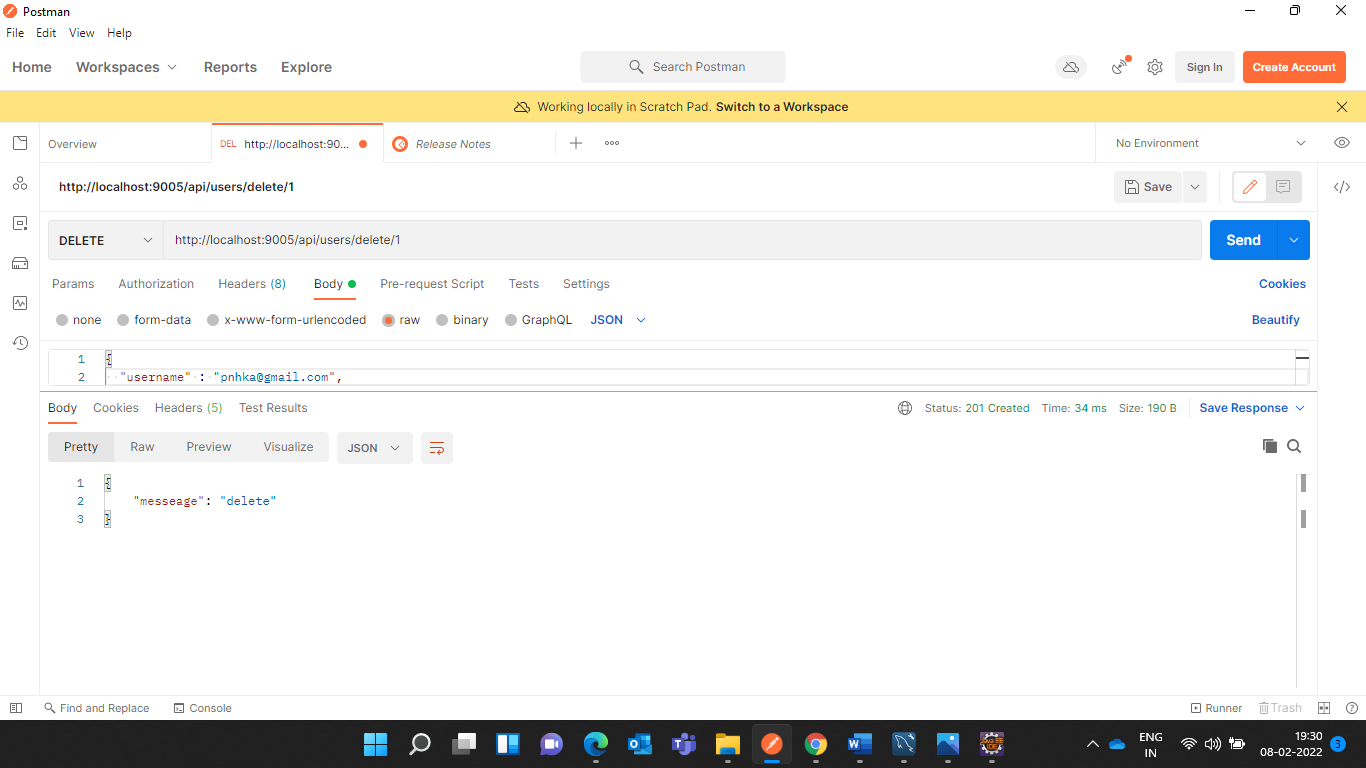 Postman
File Edit View Help
Home Workspaces Reports Explore Search Postman Sign In Create Account
Working locally in Scratch Pad. Switch to a Workspace
Overview DEL http://localhost:90... Release Notes No Environment
http://localhost:9005/api/users/delete/1 Save
DELETE http://localhost:9005/api/users/delete/1 Send
Params Authorization Headers (8) Body Pre-request Script Tests Settings Cookies
none form-data x-www-form-urlencoded raw binary GraphQL JSON Beautify
1 {
2 "username" : "pnhka@gmail.com",
Body Cookies Headers (5) Test Results Status: 201 Created Time: 34 ms Size: 190 B Save Response
Pretty Raw Preview Visualize JSON
1 {
2 "messeage": "delete"
3 }
Find and Replace Console Runner Trash
Java EE
IDE
ENG
IN
19:30
08-02-2022
3